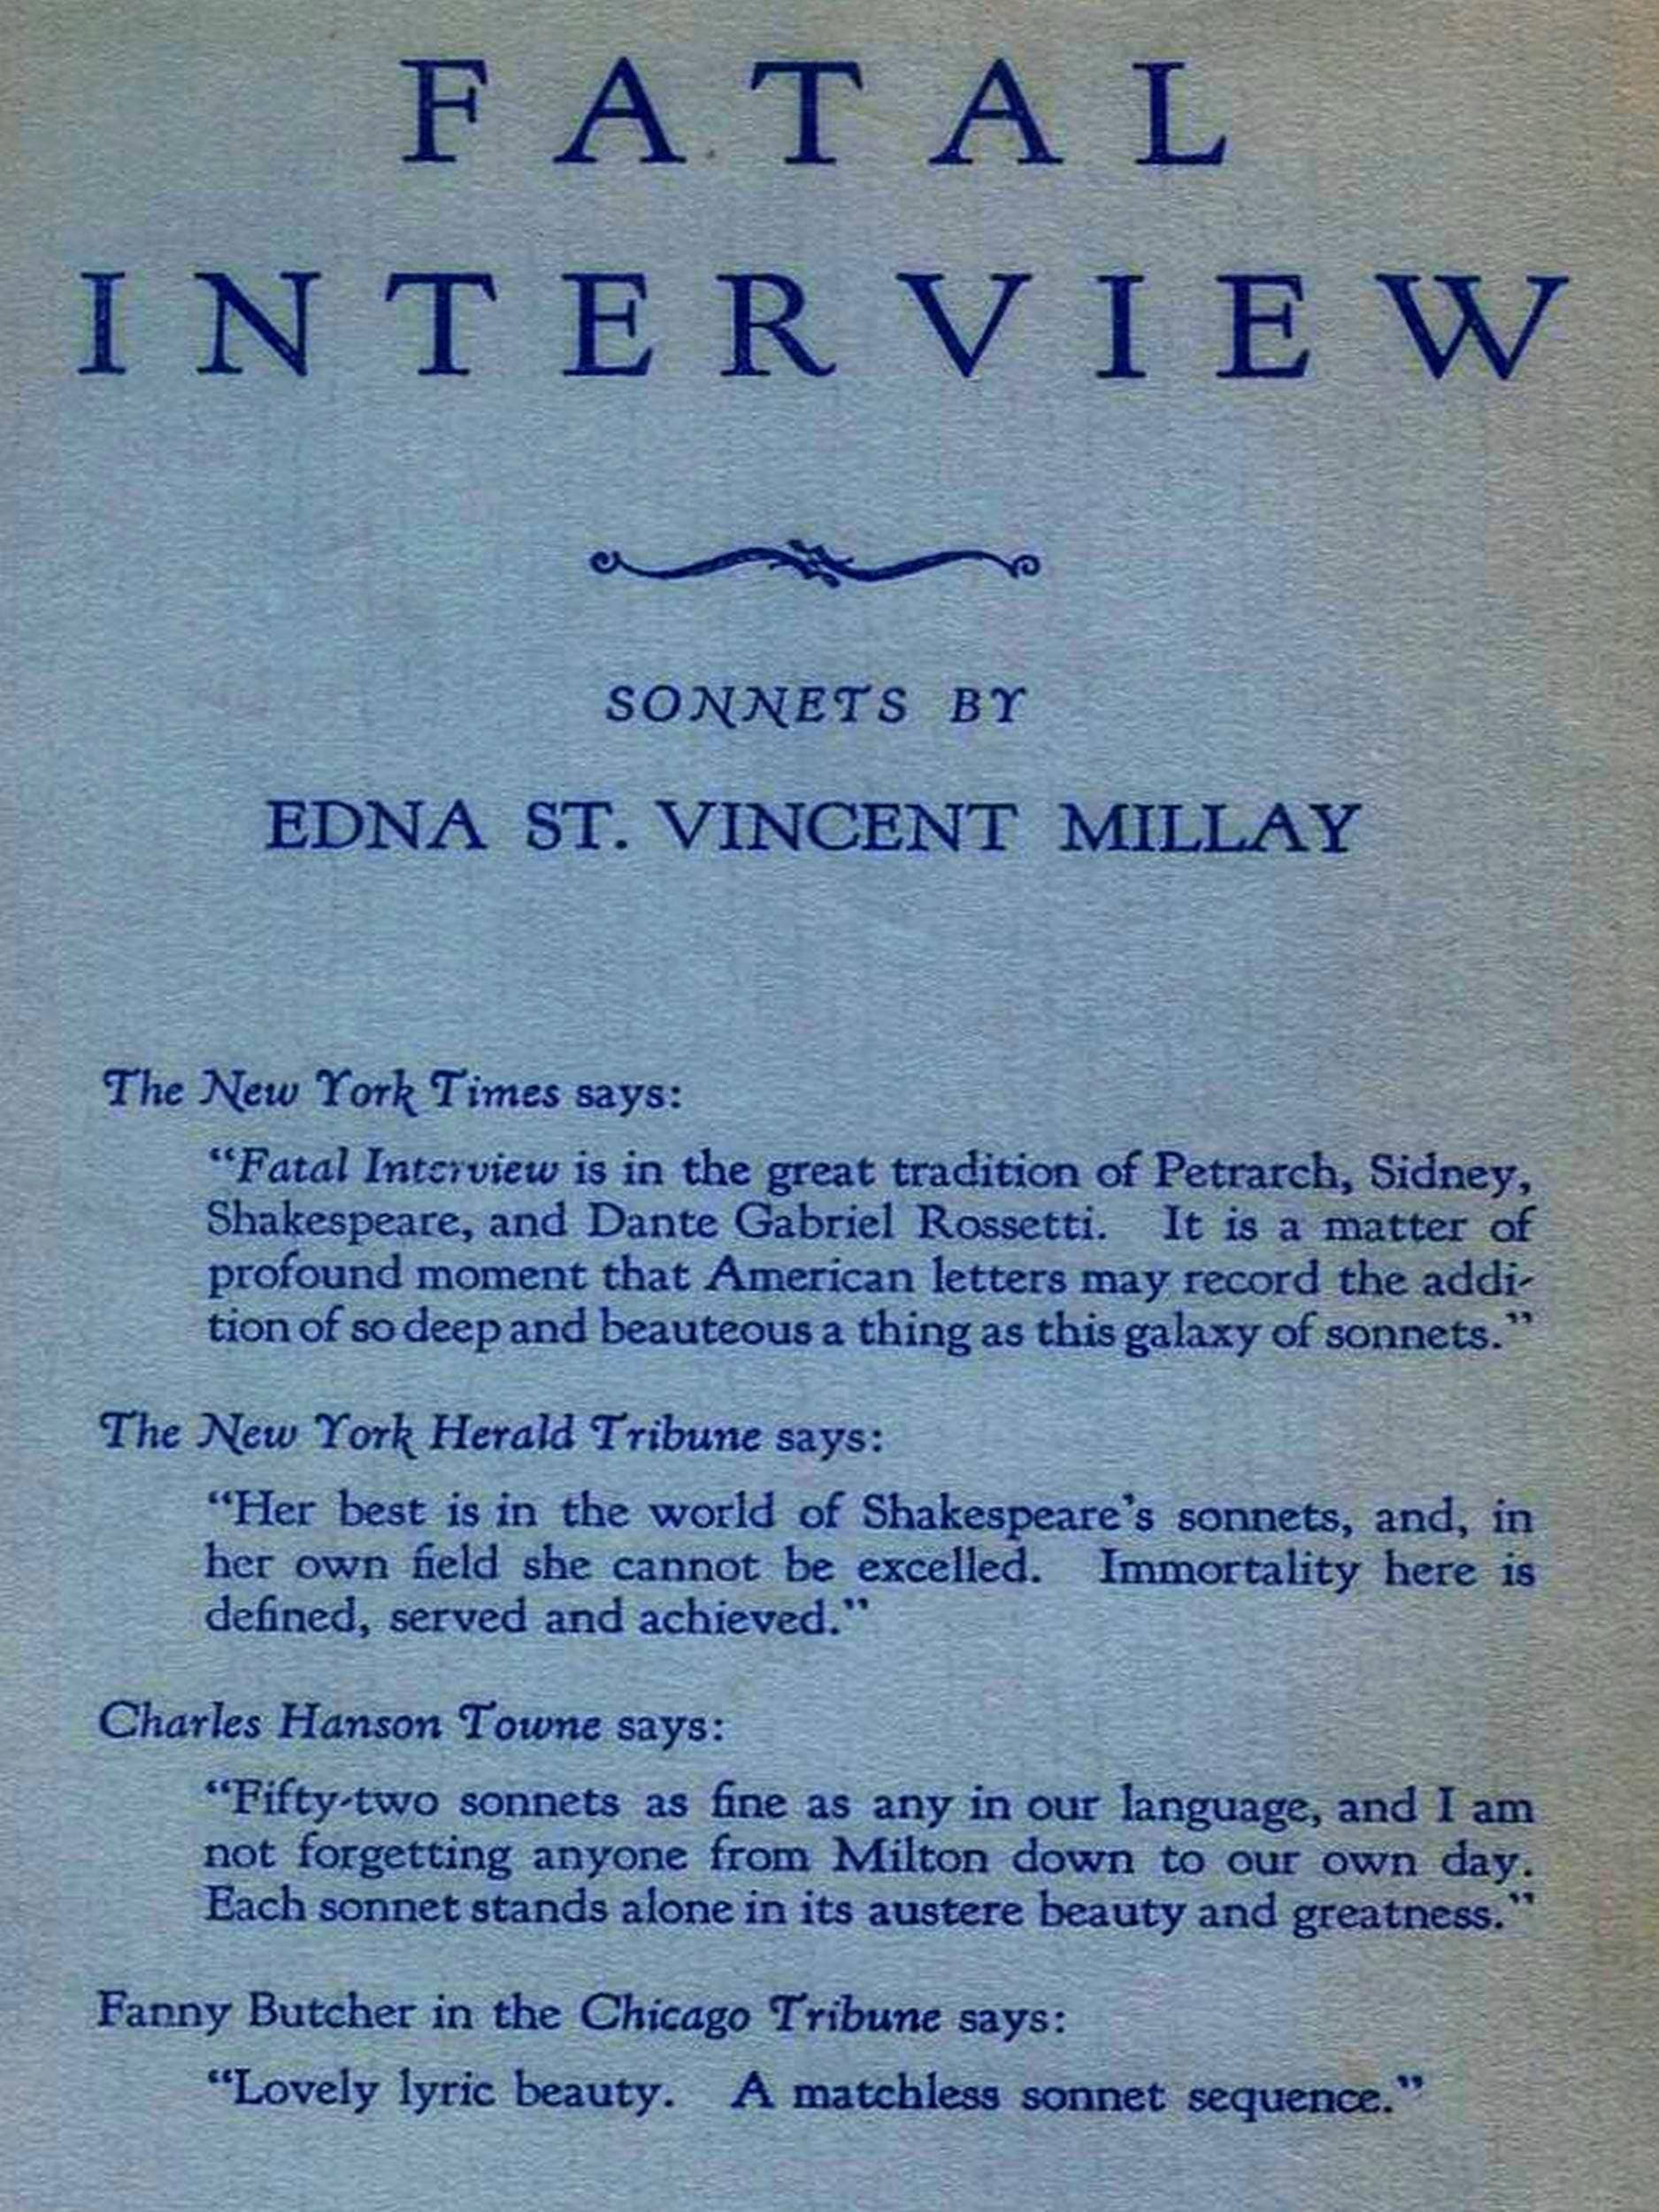 FATAL
INTERVIEW
SONNETS BY
EDNA ST. VINCENT MILLAY
The New York Times says:
“Fatal Interview is in the great tradition of Petrarch, Sidney,
Shakespeare, and Dante Gabriel Rossetti. It is a matter of
profound moment that American letters may record the addi-
tion of so deep and beauteous a thing as this galaxy of sonnets.”
The New York Herald Tribune says:
“Her best is in the world of Shakespeare’s sonnets, and, in
her own field she cannot be excelled. Immortality here is
defined, served and achieved.”
Charles Hanson Towne says:
“Fifty-two sonnets as fine as any in our language, and I am
not forgetting anyone from Milton down to our own day.
Each sonnet stands alone in its austere beauty and greatness.”
Fanny Butcher in the Chicago Tribune says:
“Lovely lyric beauty. A matchless sonnet sequence.”